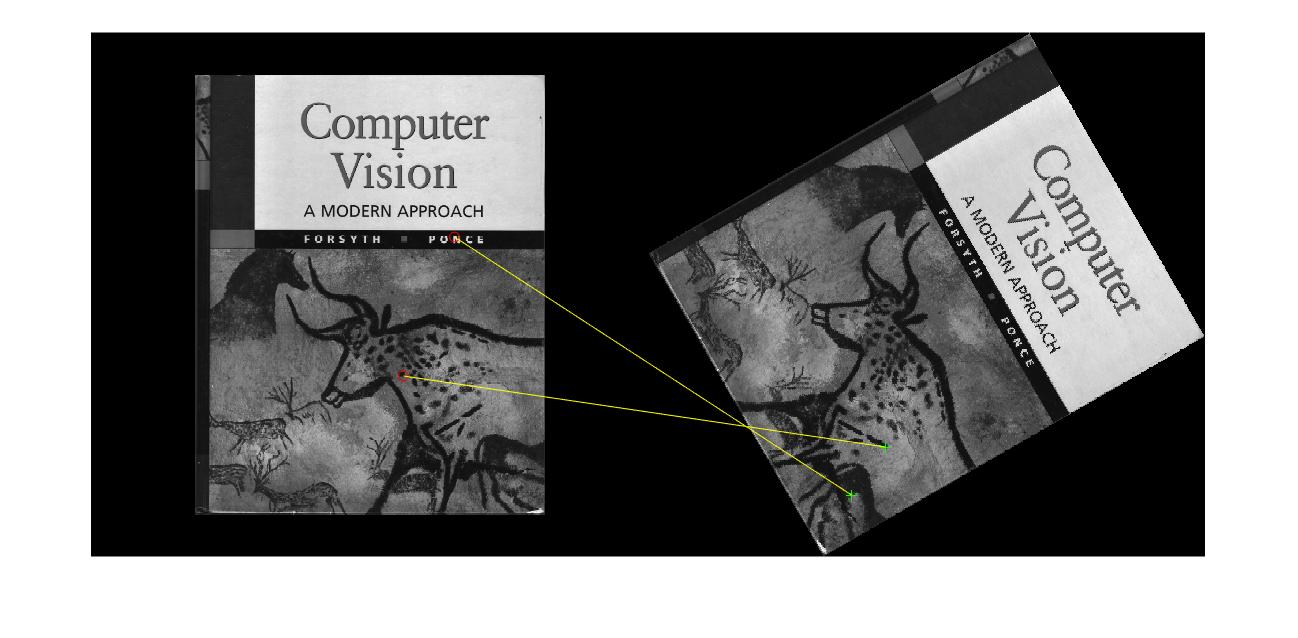 Computer
Vision
A MODERN APPROACH
FORSYTH PONCE
Computer
Vision
A MODERN APPROACH
FORSYTH PONCE